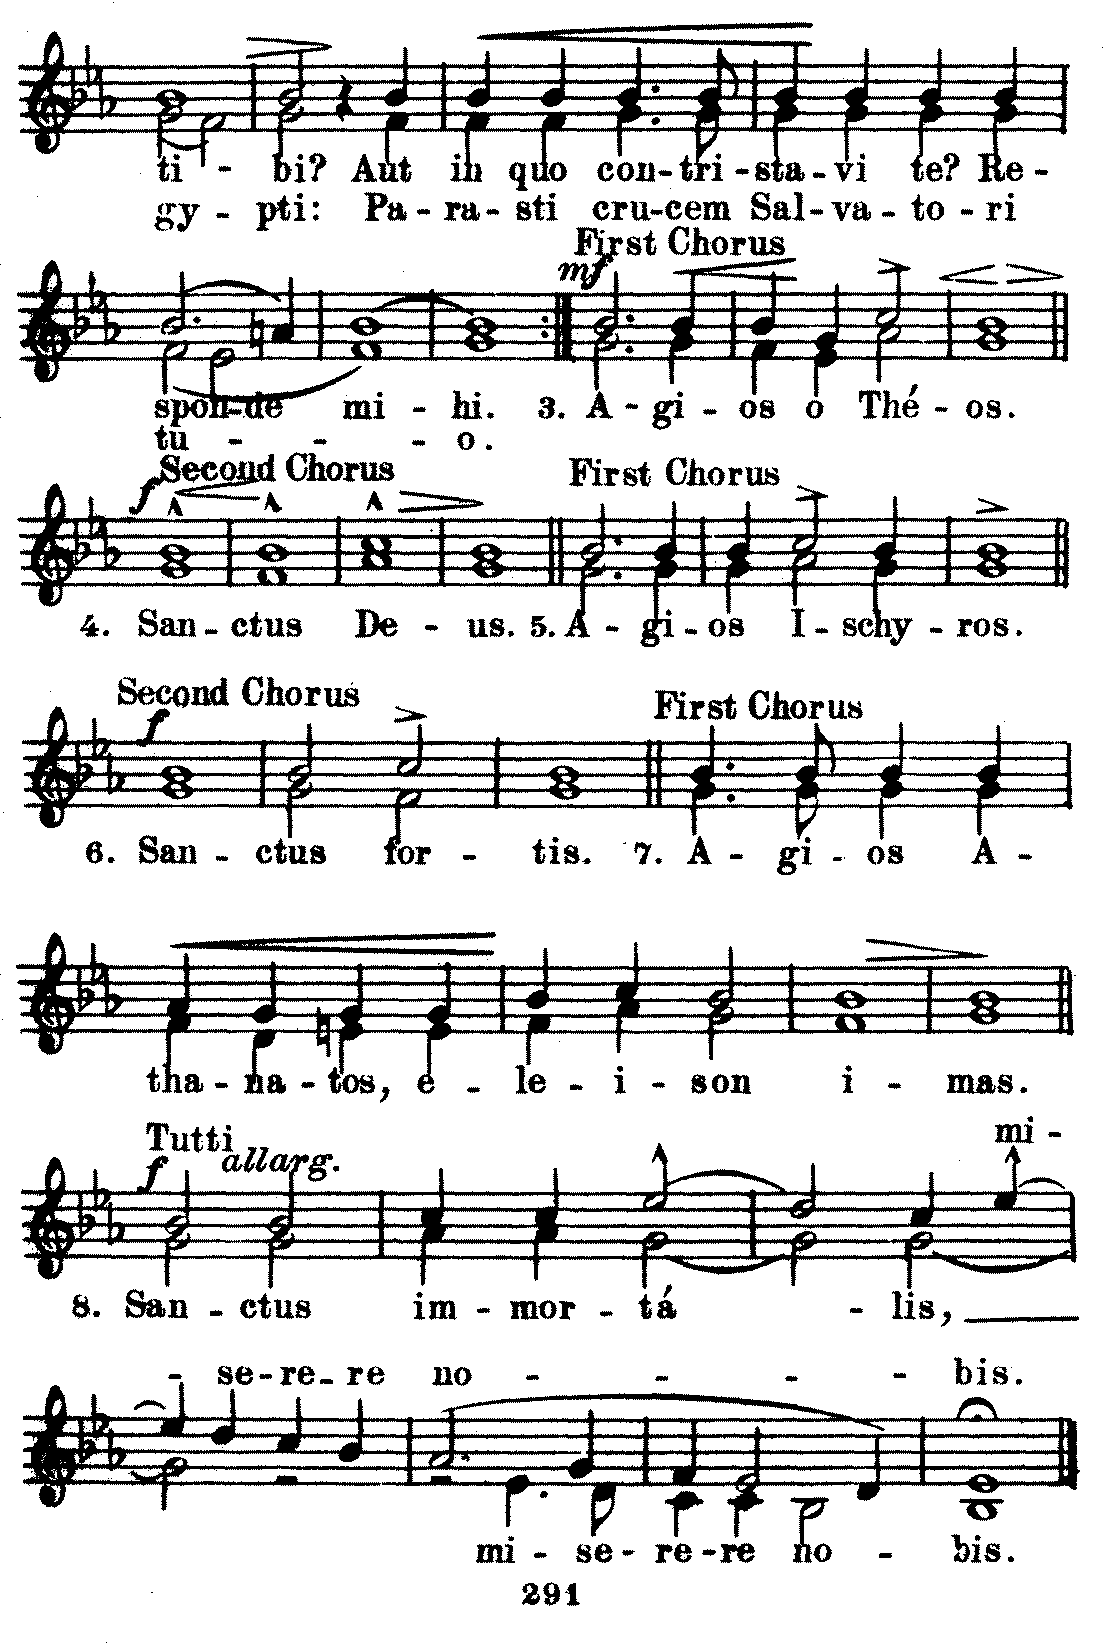 ti - bi? Aut in quo con-tri-sta-vi te? Re-
gy - pti: Pa-ra-sti cru-cem Sal-va-to-ri
First Chorus
mf
spon-de mi - hi. 3. A - gi - os o Thé - os.
tu - - - o.
Second Chorus First Chorus
f
4. San - ctus De - us. 5. A - gi - os I - schy - ros.
Second Chorus First Chorus
f
6. San - ctus for - tis. 7. A - gi - os A -
tha - na - tos, e - le - i - son i - mas.
Tutti mi -
f allarg.
8. San - ctus im - mor - tá - lis,
- se-re-re no - - - - bis.
mi - se - re - re no - bis.
291